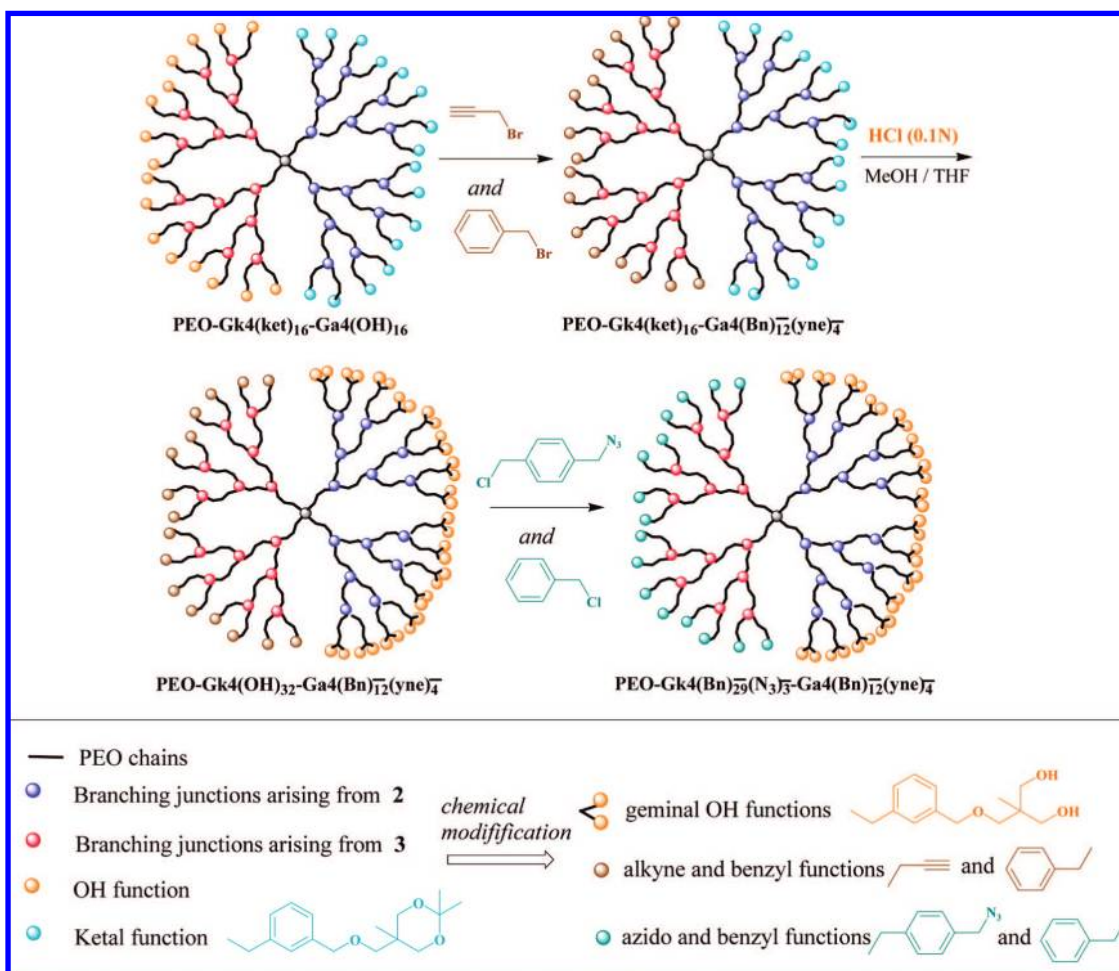 Br
and
Br
HCl (0.1N)
MeOH / THF
PEO-Gk4(ket)16-Ga4(OH)16
PEO-Gk4(ket)16-Ga4(Bn)12(yne)4
N3
Cl
and
Cl
PEO-Gk4(OH)32-Ga4(Bn)12(yne)4
PEO-Gk4(Bn)29(N3)3-Ga4(Bn)12(yne)4
PEO chains
Branching junctions arising from 2
Branching junctions arising from 3
OH function
Ketal function
O
O
O
chemical
modifification
geminal OH functions
O
OH
OH
alkyne and benzyl functions
and
azido and benzyl functions
N3
and